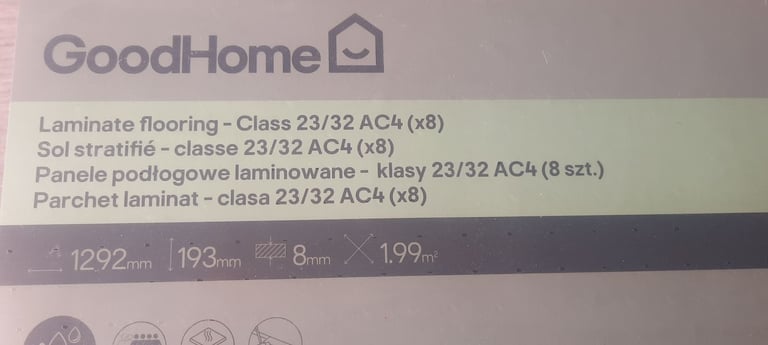 GoodHome
Laminate flooring - Class 23/32 AC4 (x8)
Sol stratifié - classe 23/32 AC4 (x8)
Panele podłogowe laminowane - klasy 23/32 AC4 (8 szt.)
Parchet laminat - clasa 23/32 AC4 (x8)
1292mm 193mm 8mm 1.99m²